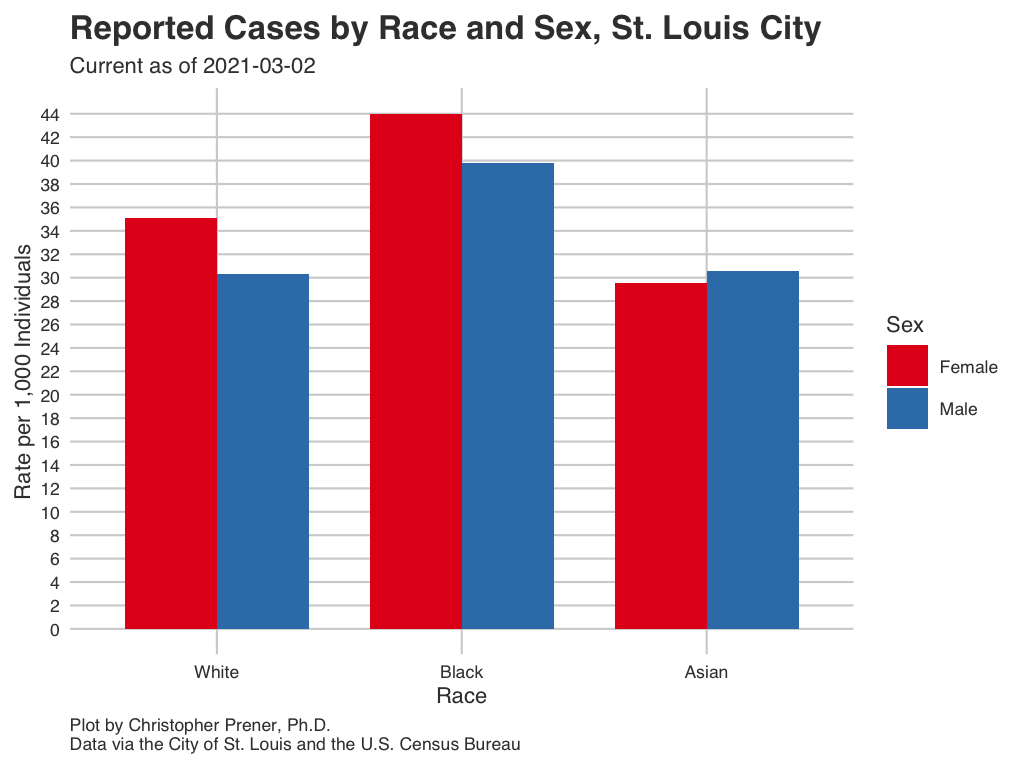 Reported Cases by Race and Sex, St. Louis City
Current as of 2021-03-02
Rate per 1,000 Individuals
44
42
40
38
36
34
32
30
28
26
24
22
20
18
16
14
12
10
8
6
4
2
0
White Black Asian
Race
Sex
Female
Male
Plot by Christopher Prener, Ph.D.
Data via the City of St. Louis and the U.S. Census Bureau